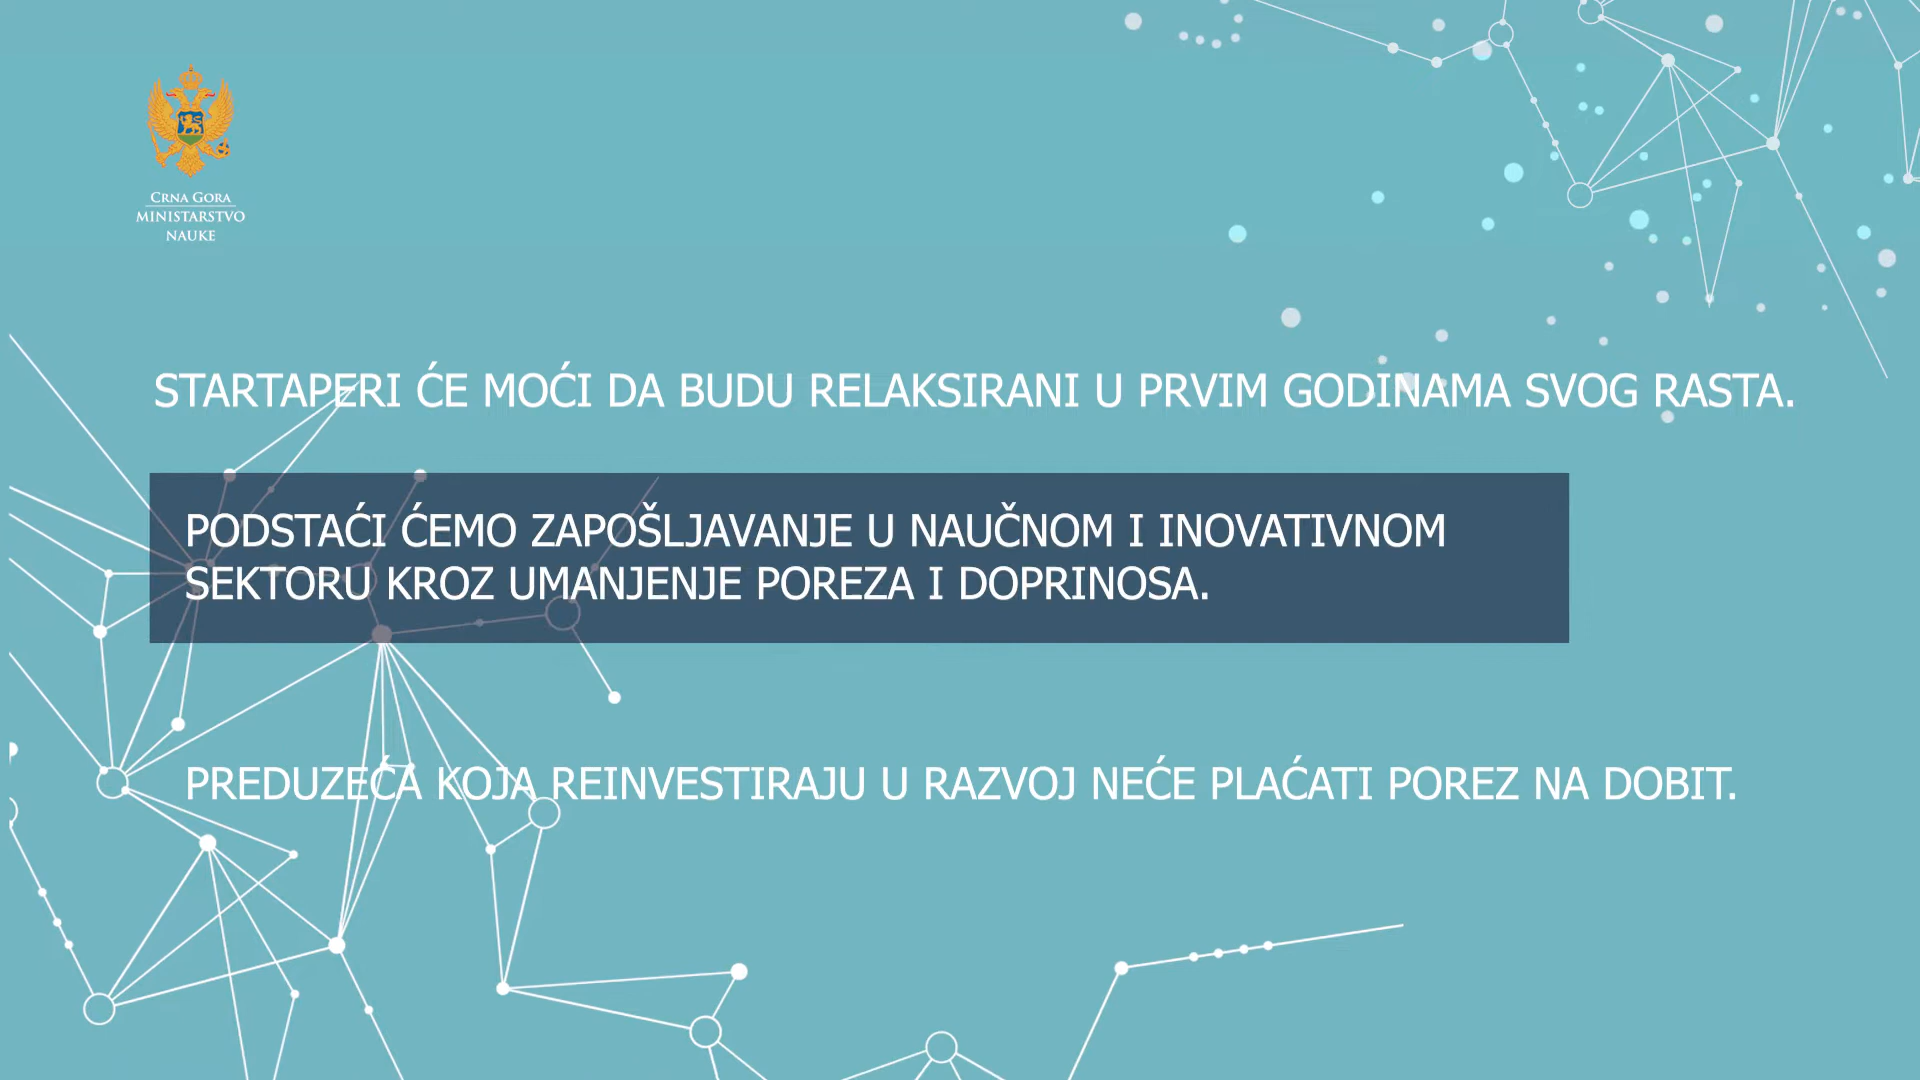 CRNA GORA
MINISTARSTVO
NAUKE
STARTAPERI ĆE MOĆI DA BUDU RELAKSIRANI U PRVIM GODINAMA SVOG RASTA.
PODSTAĆI ĆEMO ZAPOŠLJAVANJE U NAUČNOM I INOVATIVNOM
SEKTORU KROZ UMANJENJE POREZA I DOPRINOSA.
PREDUZEĆA KOJA REINVESTIRAJU U RAZVOJ NEĆE PLAĆATI POREZ NA DOBIT.